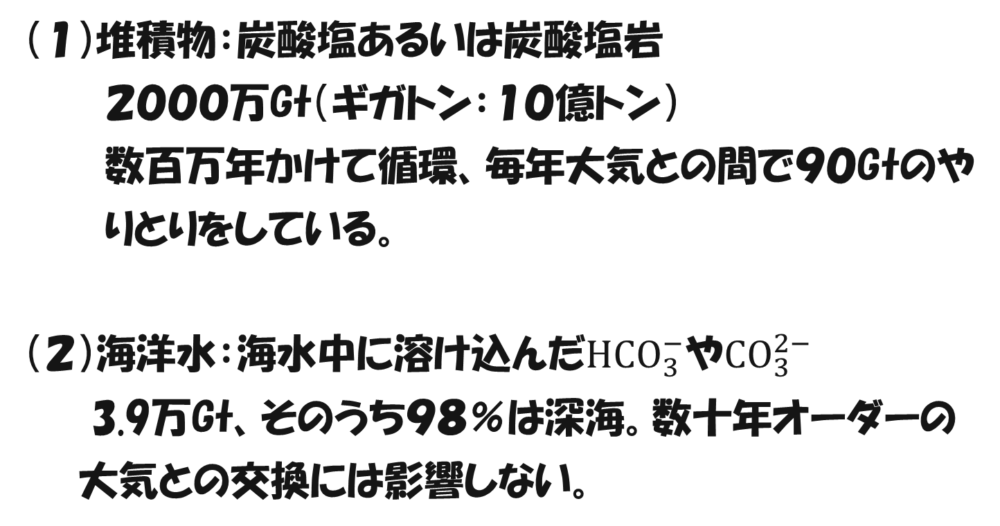 (1)堆積物:炭酸塩あるいは炭酸塩岩
2000万Gt(ギガトン:10億トン)
数百万年かけて循環、毎年大気との間で90Gtのや
りとりをしている。
(2)海洋水:海水中に溶け込んだHCO₃⁻やCO₃²⁻
3.9万Gt、そのうち98%は深海。数十年オーダーの
大気との交換には影響しない。